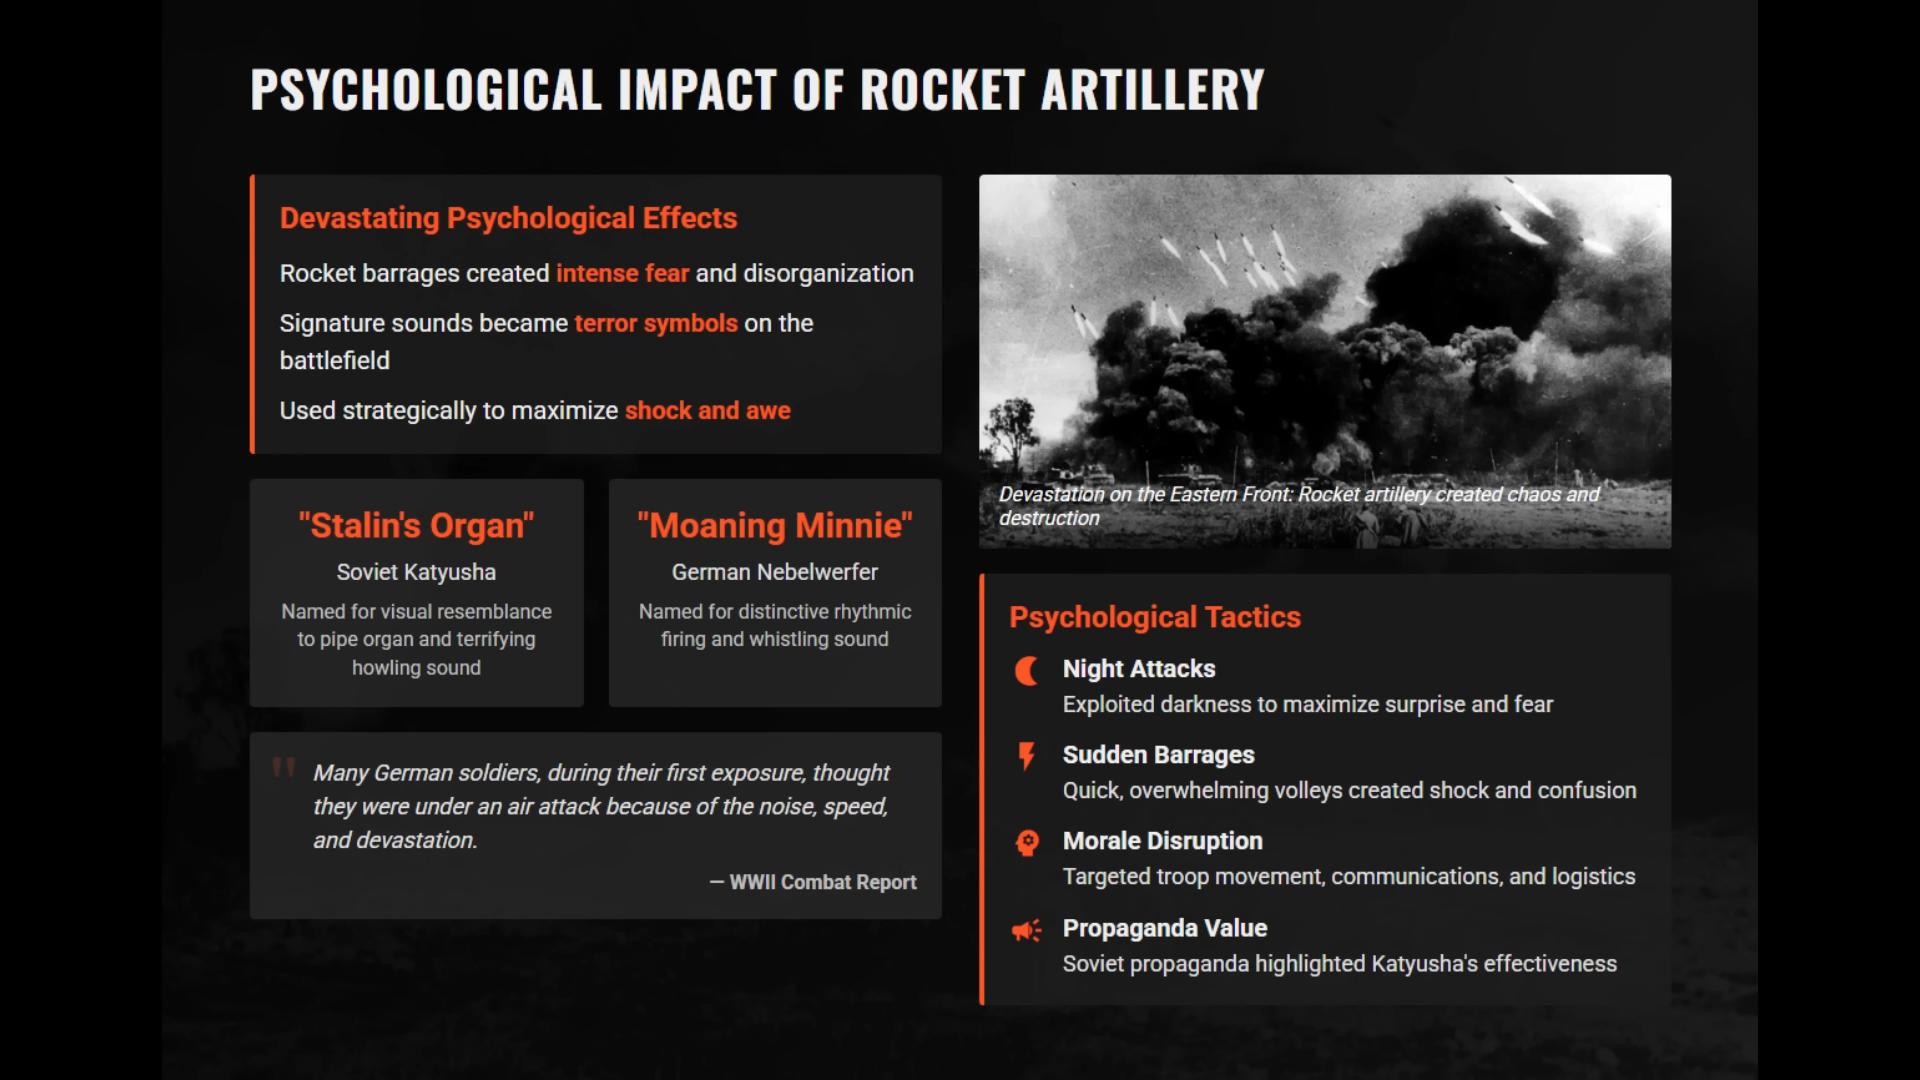 PSYCHOLOGICAL IMPACT OF ROCKET ARTILLERY
Devastating Psychological Effects
Rocket barrages created intense fear and disorganization
Signature sounds became terror symbols on the
battlefield
Used strategically to maximize shock and awe
"Stalin's Organ"
Soviet Katyusha
Named for visual resemblance
to pipe organ and terrifying
howling sound
"Moaning Minnie"
German Nebelwerfer
Named for distinctive rhythmic
firing and whistling sound
"
Many German soldiers, during their first exposure, thought
they were under an air attack because of the noise, speed,
and devastation.
— WWII Combat Report
Devastation on the Eastern Front: Rocket artillery created chaos and
destruction
Psychological Tactics
Night Attacks
Exploited darkness to maximize surprise and fear
Sudden Barrages
Quick, overwhelming volleys created shock and confusion
Morale Disruption
Targeted troop movement, communications, and logistics
Propaganda Value
Soviet propaganda highlighted Katyusha's effectiveness